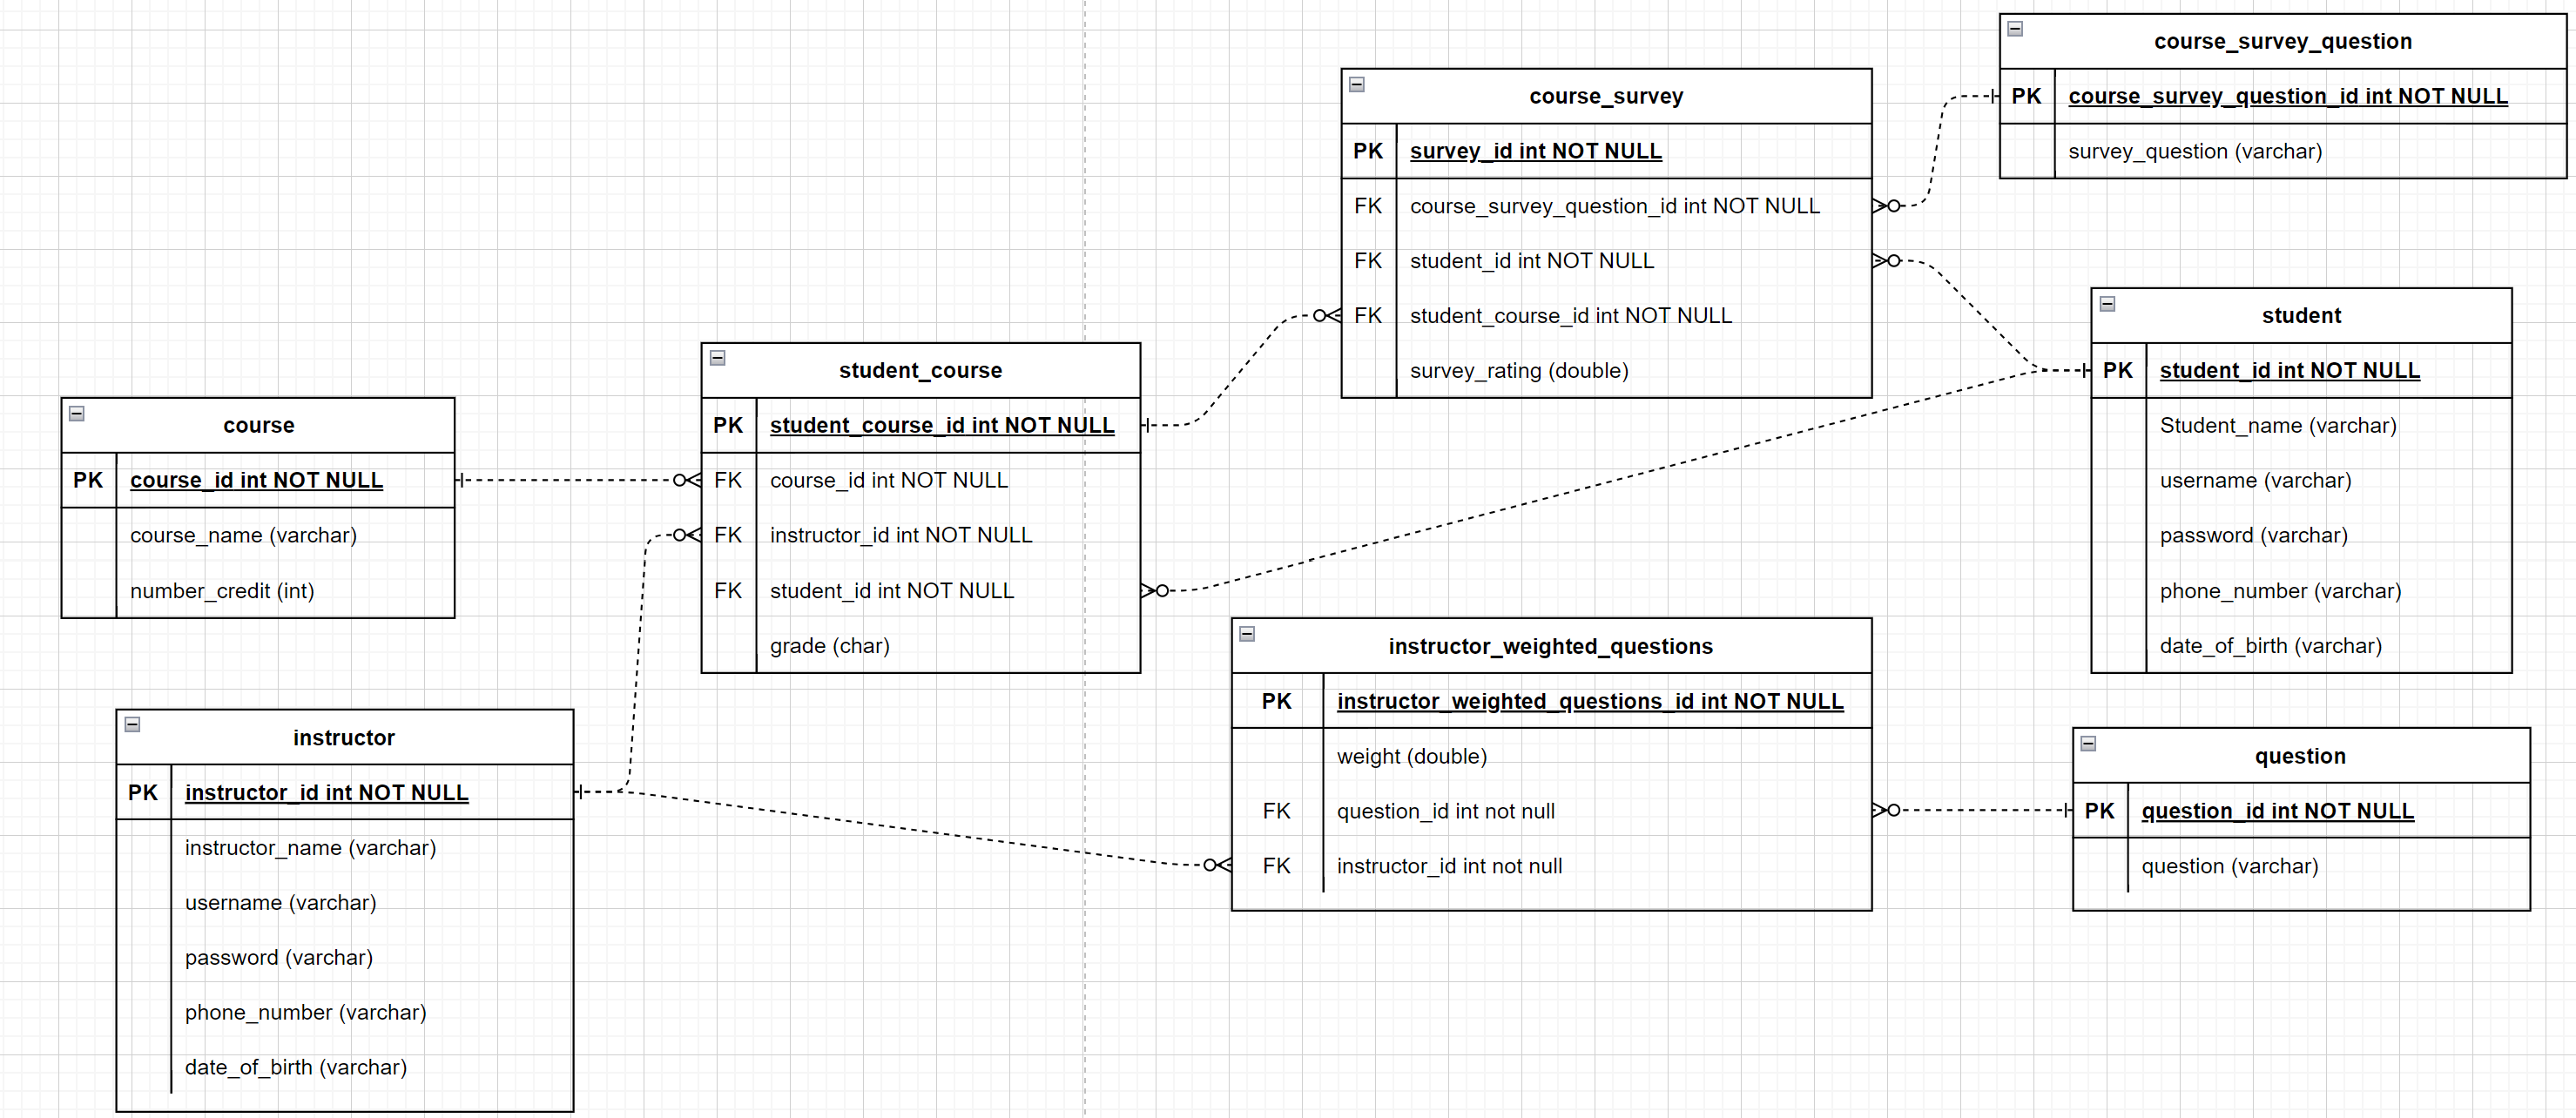 course_survey_question
PK course_survey_question_id int NOT NULL
survey_question (varchar)
course_survey
PK survey_id int NOT NULL
FK course_survey_question_id int NOT NULL
FK student_id int NOT NULL
FK student_course_id int NOT NULL
survey_rating (double)
student
PK student_id int NOT NULL
Student_name (varchar)
username (varchar)
password (varchar)
phone_number (varchar)
date_of_birth (varchar)
student_course
PK student_course_id int NOT NULL
FK course_id int NOT NULL
FK instructor_id int NOT NULL
FK student_id int NOT NULL
grade (char)
course
PK course_id int NOT NULL
course_name (varchar)
number_credit (int)
instructor_weighted_questions
PK instructor_weighted_questions_id int NOT NULL
weight (double)
FK question_id int not null
FK instructor_id int not null
question
PK question_id int NOT NULL
question (varchar)
instructor
PK instructor_id int NOT NULL
instructor_name (varchar)
username (varchar)
password (varchar)
phone_number (varchar)
date_of_birth (varchar)